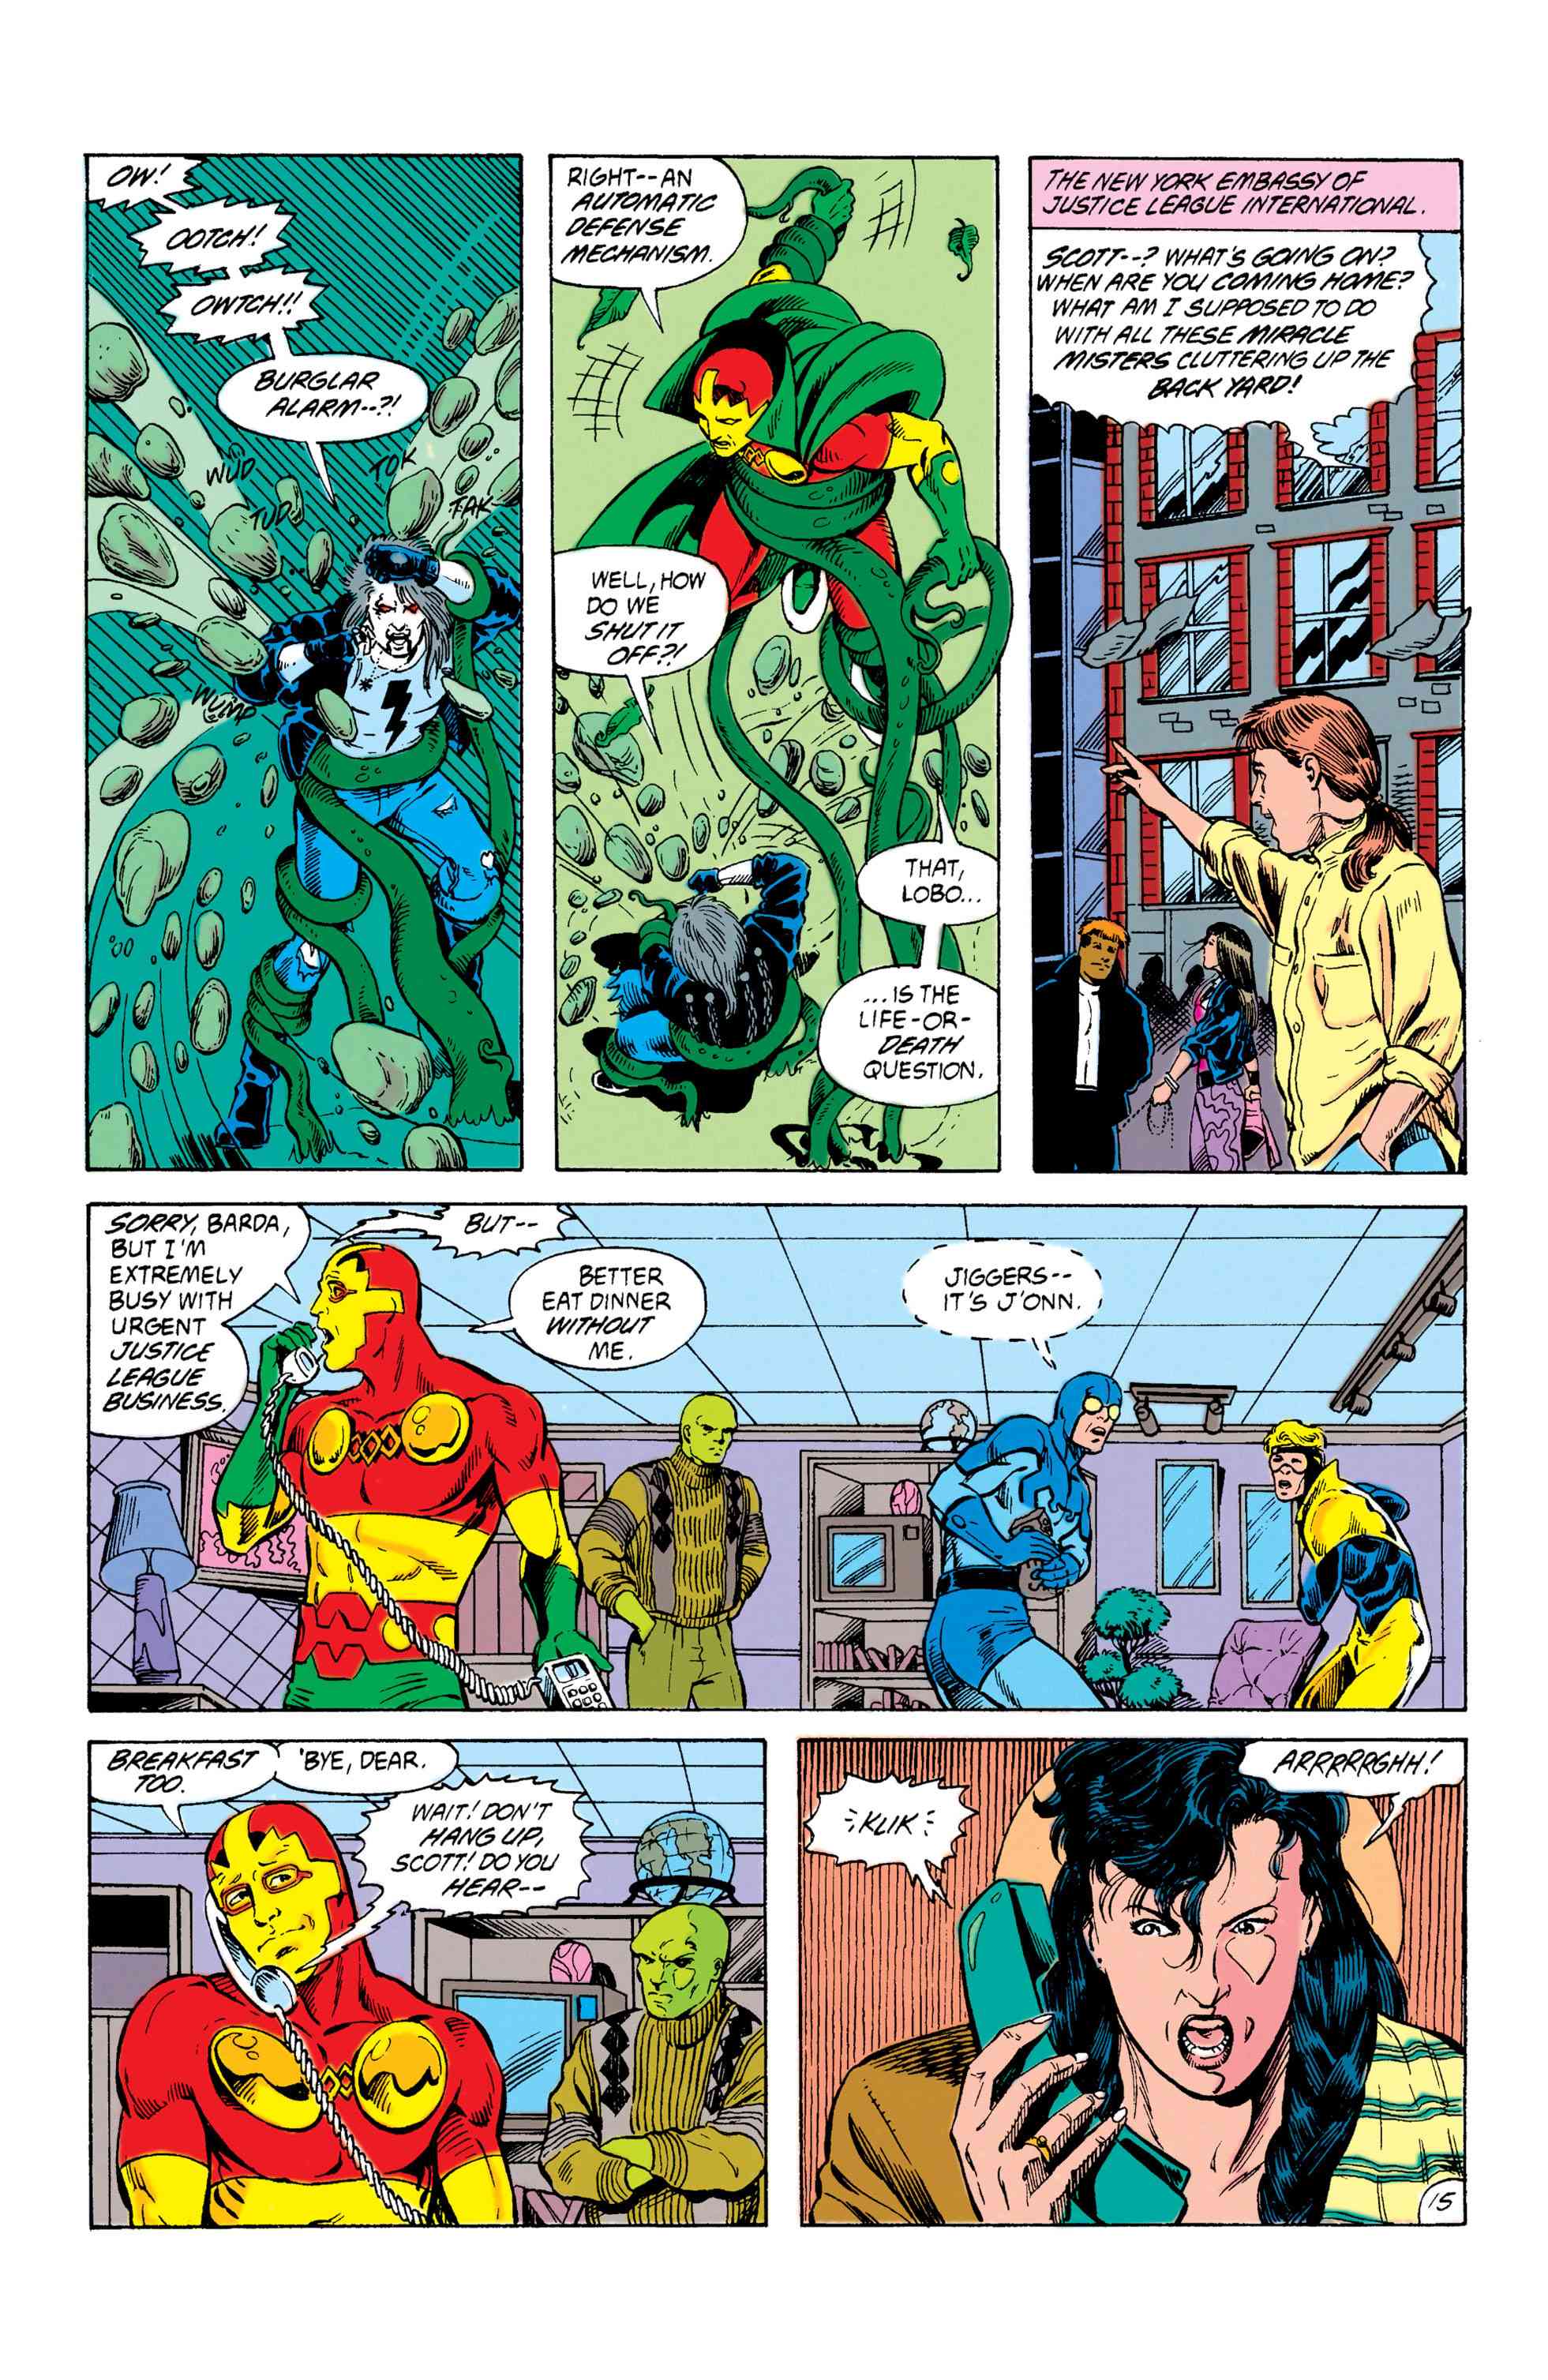 OW!
OOTCH!
OWTCH!!
BURGLAR
ALARM--?!
WUD
TUD
TOK
TAK
WUMP
RIGHT--AN
AUTOMATIC
DEFENSE
MECHANISM.
WELL, HOW
DO WE
SHUT IT
OFF?!
THAT,
LOBO...
...IS THE
LIFE-OR-
DEATH
QUESTION.
THE NEW YORK EMBASSY OF
JUSTICE LEAGUE INTERNATIONAL.
SCOTT--? WHAT'S GOING ON?
WHEN ARE YOU COMING HOME?
WHAT AM I SUPPOSED TO DO
WITH ALL THESE MIRACLE
MISTERS CLUTTERING UP THE
BACK YARD!
SORRY, BARDA,
BUT I'M
EXTREMELY
BUSY WITH
URGENT
JUSTICE
LEAGUE
BUSINESS.
BUT--
BETTER
EAT DINNER
WITHOUT
ME.
JIGGERS--
IT'S J'ONN.
BREAKFAST
TOO.
'BYE, DEAR.
WAIT! DON'T
HANG UP,
SCOTT! DO YOU
HEAR--
KLIK
ARRRRRGHH!
15